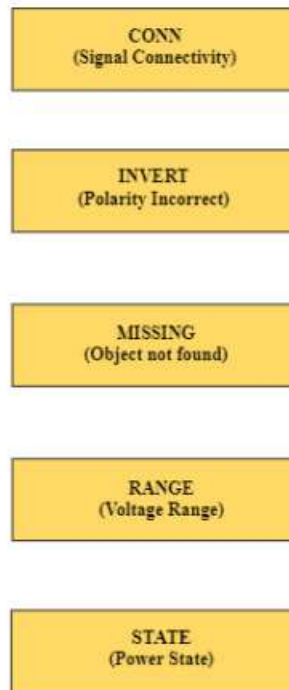 CONN
(Signal Connectivity)
INVERT
(Polarity Incorrect)
MISSING
(Object not found)
RANGE
(Voltage Range)
STATE
(Power State)